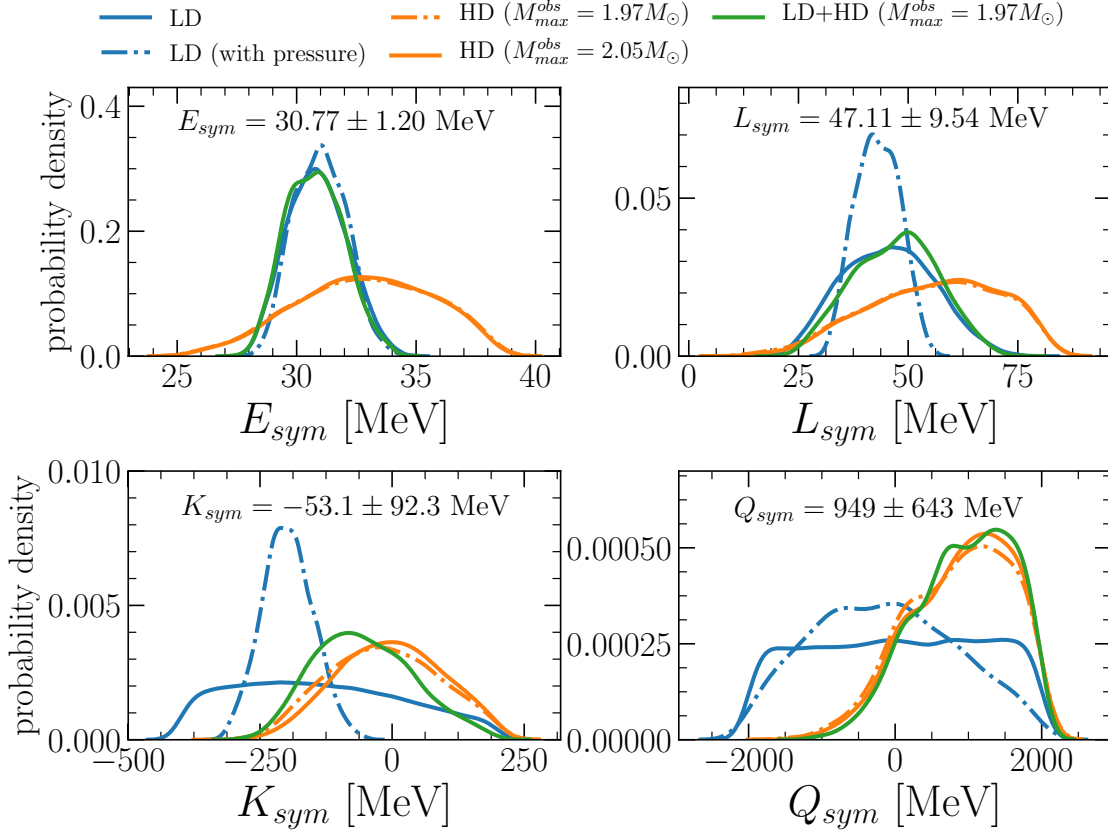 LD
HD ($M_{max}^{obs} = 1.97M_{\odot}$)
LD+HD ($M_{max}^{obs} = 1.97M_{\odot}$)
LD (with pressure)
HD ($M_{max}^{obs} = 2.05M_{\odot}$)
$E_{sym} = 30.77 \pm 1.20$ MeV
0.4
0.2
0.0
probability density
25 30 35 40
$E_{sym}$ [MeV]
$L_{sym} = 47.11 \pm 9.54$ MeV
0.05
0.00
0 25 50 75
$L_{sym}$ [MeV]
$K_{sym} = -53.1 \pm 92.3$ MeV
0.010
0.005
0.000
probability density
−500 −250 0 250
$K_{sym}$ [MeV]
$Q_{sym} = 949 \pm 643$ MeV
0.00050
0.00025
0.00000
−2000 0 2000
$Q_{sym}$ [MeV]